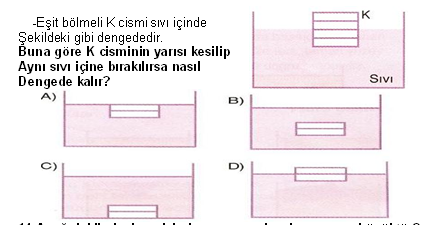 -Eşit bölmeli K cismi sıvı içinde
Şekildeki gibi dengededir.
Buna göre K cisminin yarısı kesilip
Aynı sıvı içine bırakılırsa nasıl
Dengede kalır?
K
Sıvı
A)
B)
C)
D)